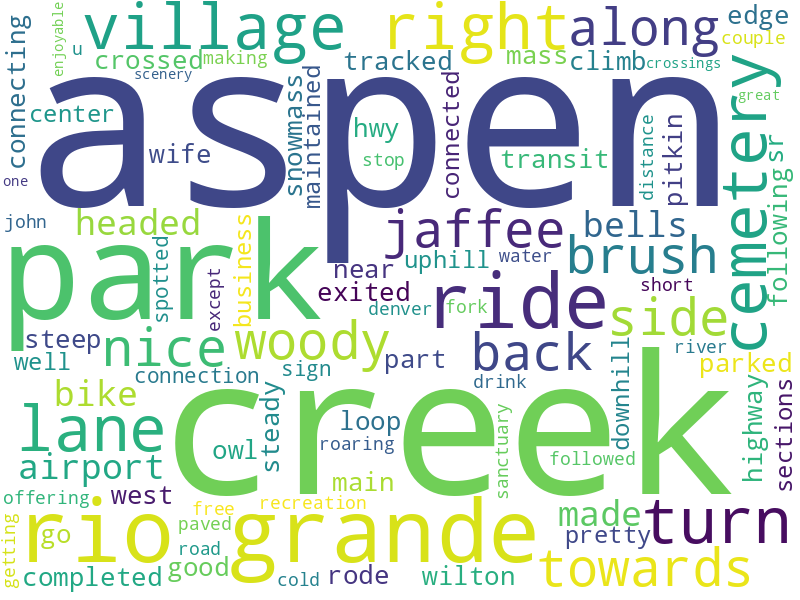 village
right
along
edge
couple
connecting
u
enjoyable
crossed
making
tracked
mass
climb
crossings
scenery
aspen
great
center
wife
snowmass
maintained
hwy
stop
connected
transit
distance
pitkin
cemetery
sr
following
one
john
headed
business
jaffee
bells
brush
park
spotted
except
near
uphill
water
exited
short
denver
fork
ride
side
steep
well
nice
woody
part
back
river
parked
connection
sign
drink
downhill
bike
lane
creek
steady
loop
roaring
owl
sanctuary
followed
highway
sections
airport
offering
west
main
free
recreation
made
turn
rio grande
pretty
go
paved
road
getting
completed
good
cold
rode
wilton
towards